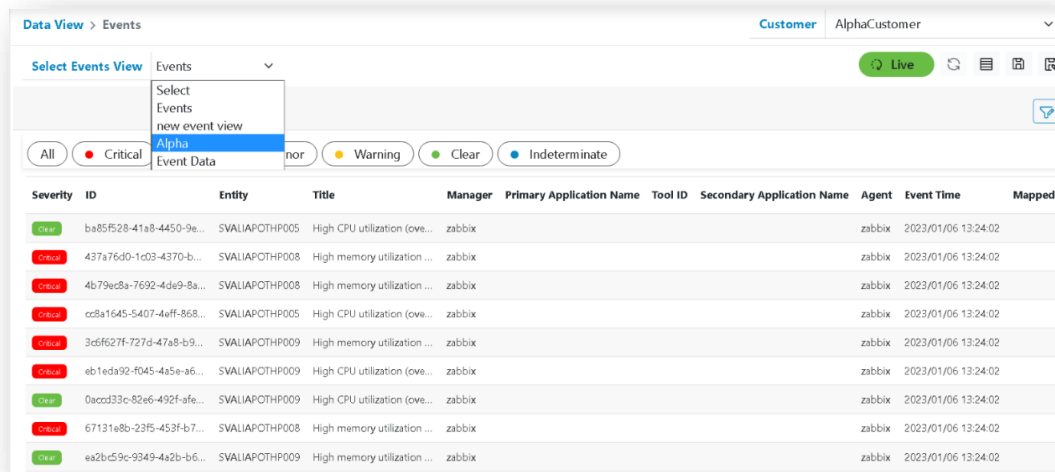 Data View > Events
Customer AlphaCustomer
Select Events View Events
Live
Select
Events
new event view
Alpha
Event Data
All Critical nor Warning Clear Indeterminate
Severity ID Entity Title Manager Primary Application Name Tool ID Secondary Application Name Agent Event Time Mapped
Clear ba85f528-41a8-4450-9e... SVALIAPOTHP005 High CPU utilization (ove... zabbix zabbix 2023/01/06 13:24:02
Critical 437a76d0-1c03-4370-b... SVALIAPOTHP008 High memory utilization ... zabbix zabbix 2023/01/06 13:24:02
Critical 4b79ec8a-7692-4de9-8a... SVALIAPOTHP008 High memory utilization ... zabbix zabbix 2023/01/06 13:24:02
Critical cc8a1645-5407-4eff-868... SVALIAPOTHP005 High CPU utilization (ove... zabbix zabbix 2023/01/06 13:24:02
Critical 3c6f627f-727d-47a8-b9... SVALIAPOTHP009 High memory utilization ... zabbix zabbix 2023/01/06 13:24:02
Critical eb1eda92-f045-4a5e-a6... SVALIAPOTHP009 High CPU utilization (ove... zabbix zabbix 2023/01/06 13:24:02
Clear 0accd33c-82e6-492f-afe... SVALIAPOTHP009 High CPU utilization (ove... zabbix zabbix 2023/01/06 13:24:02
Critical 67131e8b-23f5-453f-b7... SVALIAPOTHP008 High memory utilization ... zabbix zabbix 2023/01/06 13:24:02
Clear ea2bc59c-9349-4a2b-b6... SVALIAPOTHP009 High memory utilization ... zabbix zabbix 2023/01/06 13:24:02